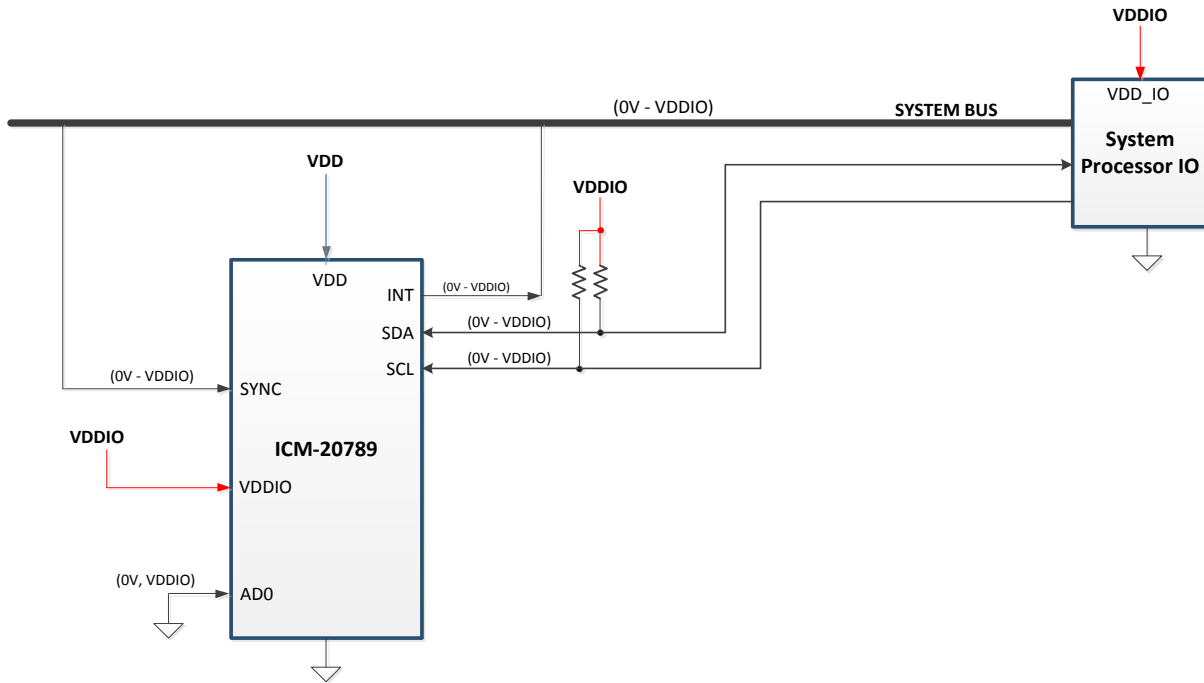 VDDIO
VDD_IO
System
Processor IO
(0V - VDDIO)
SYSTEM BUS
VDD
VDDIO
VDD
INT
(0V - VDDIO)
SDA
(0V - VDDIO)
SCL
(0V - VDDIO)
(0V - VDDIO)
SYNC
VDDIO
ICM-20789
VDDIO
(0V, VDDIO)
AD0